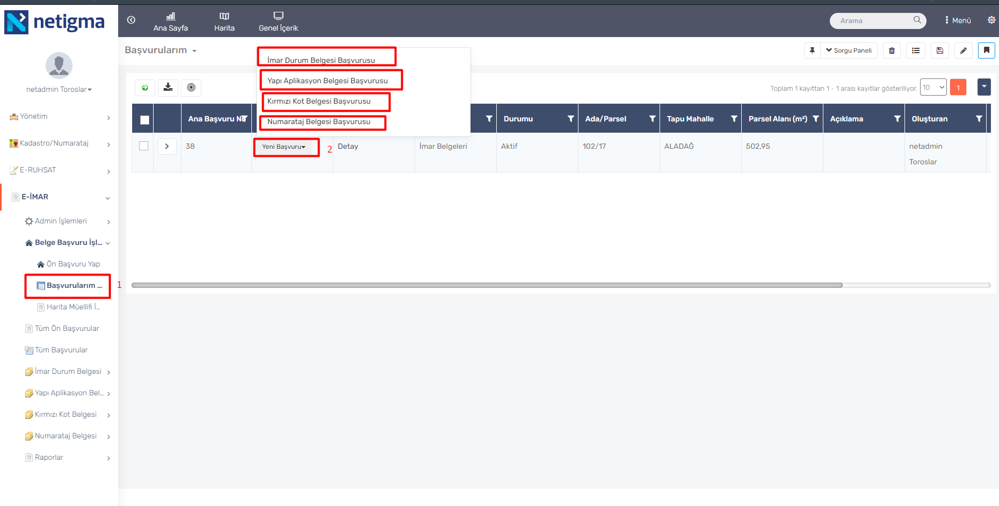 netigma
Ana Sayfa
Harita
Genel İçerik
Arama
Menü
netadmin Toroslar
Yönetim
Kadastro/Numarataj
E-RUHSAT
E-İMAR
Admin İşlemleri
Belge Başvuru İşl...
Ön Başvuru Yap
Başvurularım ...
1
Harita Müellifi İ...
Tüm Ön Başvurular
Tüm Başvurular
İmar Durum Belgesi
Yapı Aplikasyon Bel...
Kırmızı Kot Belgesi
Numarataj Belgesi
Raporlar
Başvurularım
Sorgu Paneli
İmar Durum Belgesi Başvurusu
Yapı Aplikasyon Belgesi Başvurusu
Kırmızı Kot Belgesi Başvurusu
Numarataj Belgesi Başvurusu
Toplam 1 kayıttan 1 - 1 arası kayıtlar gösteriliyor.
10
1
Ana Başvuru No
Durumu
Ada/Parsel
Tapu Mahalle
Parsel Alanı (m²)
Açıklama
Oluşturan
38
Yeni Başvuru
2
Detay
İmar Belgeleri
Aktif
102/17
ALADAĞ
502,95
netadmin
Toroslar